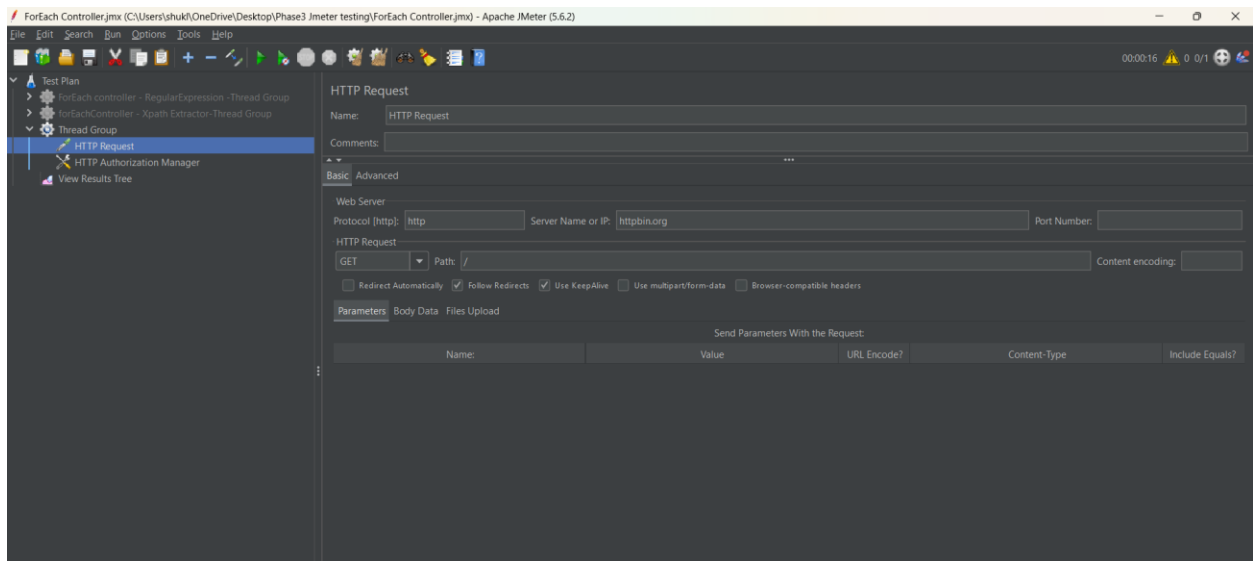 ForEach Controller.jmx (C:\Users\shukl\OneDrive\Desktop\Phase3 Jmeter testing\ForEach Controller.jmx) - Apache JMeter (5.6.2)
File Edit Search Run Options Tools Help
00:00:16 0 0/1
Test Plan
ForEach controller - RegularExpression -Thread Group
forEachController - Xpath Extractor-Thread Group
Thread Group
HTTP Request
HTTP Authorization Manager
View Results Tree
HTTP Request
Name: HTTP Request
Comments:
Basic Advanced
Web Server
Protocol [http]: http Server Name or IP: httpbin.org Port Number:
HTTP Request
GET Path: / Content encoding:
Redirect Automatically Follow Redirects Use KeepAlive Use multipart/form-data Browser-compatible headers
Parameters Body Data Files Upload
Send Parameters With the Request:
Name: Value URL Encode? Content-Type Include Equals?